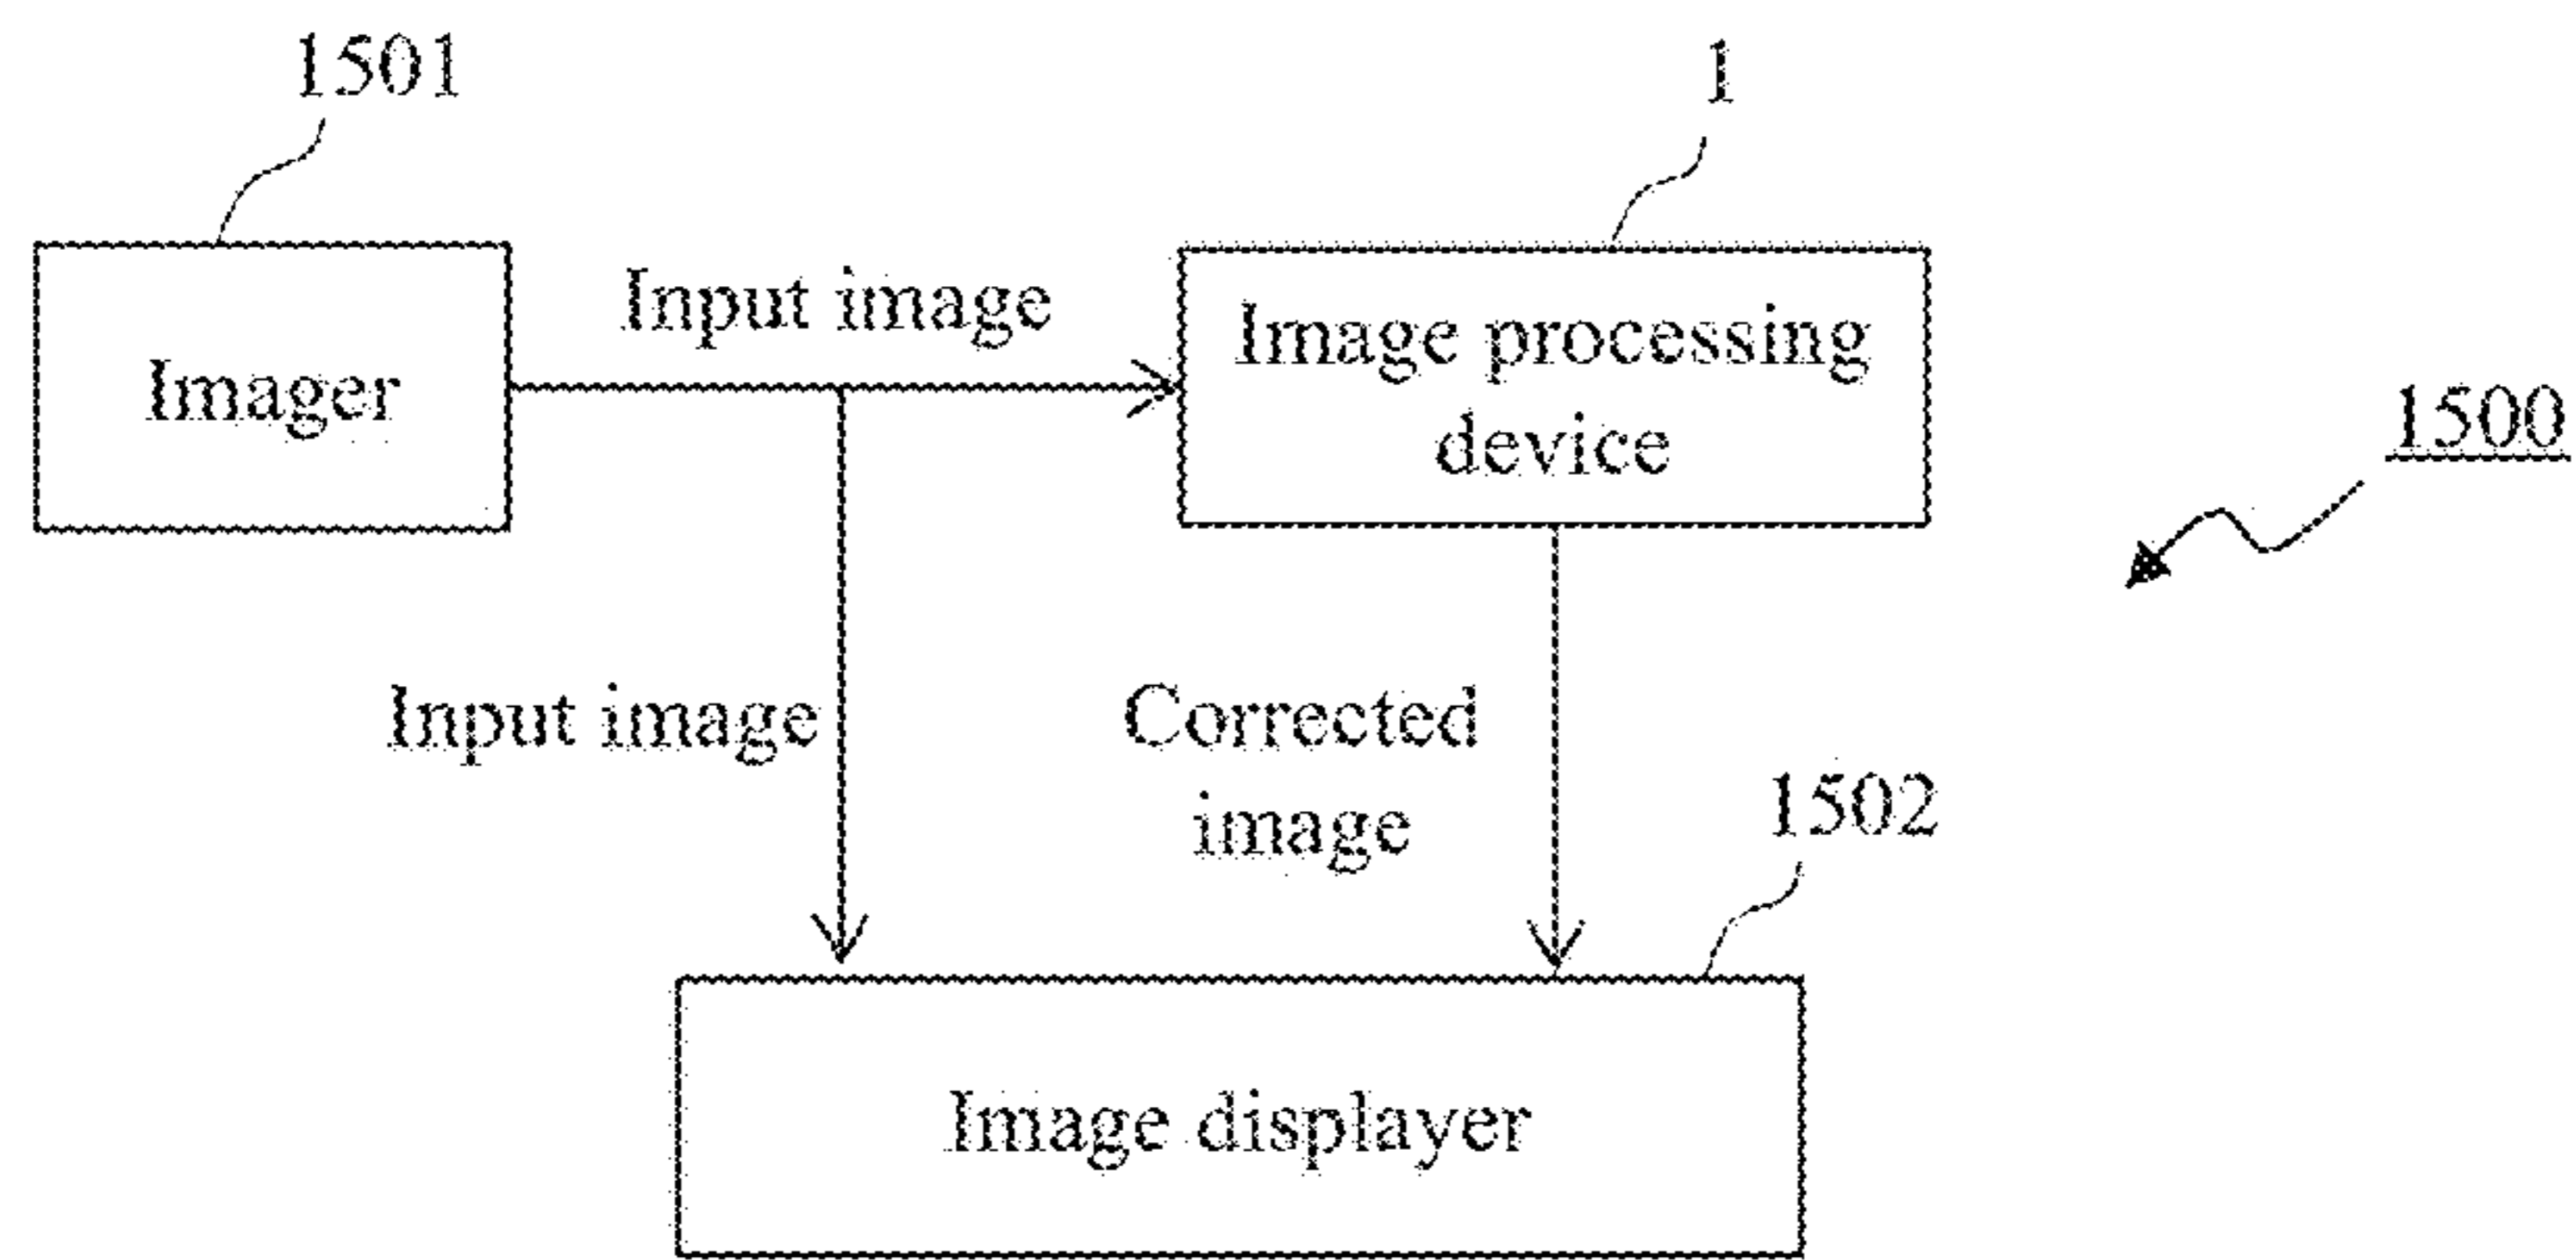 1501
1
Imager
Input image
Image processing
device
1500
Input image
Corrected
image
1502
Image displayer